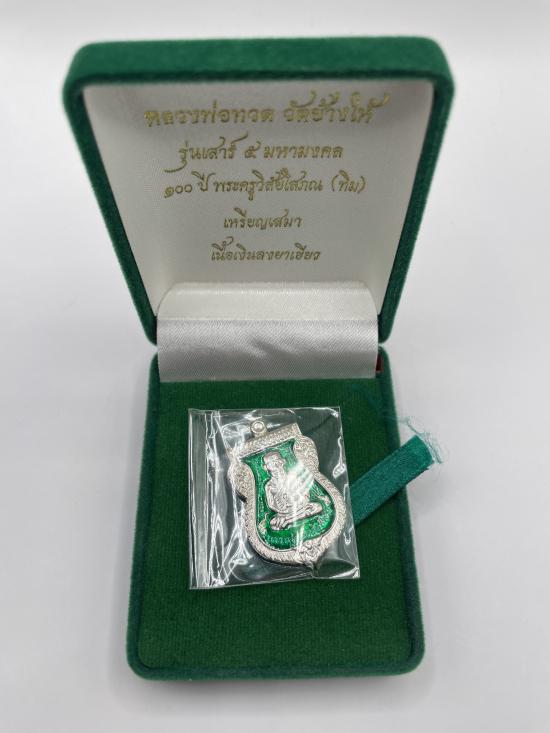 หลวงพ่อทวด วัดช้างให้
รุ่นเสาร์ ๕ มหามงคล
๑๐๐ ปี พระครูวิสัยโสภณ (ทิม)
เหรียญเสมา
เนื้อเงินลงยาเขียว